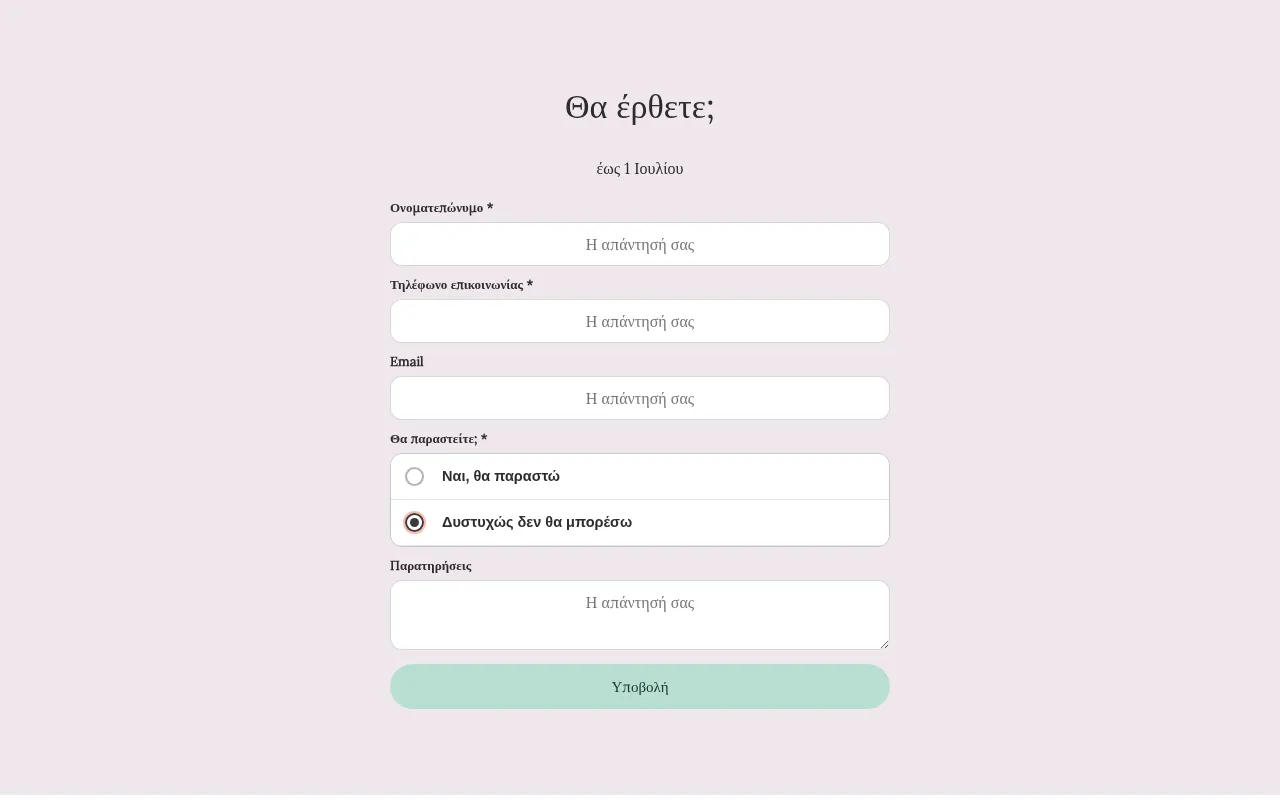 Θα έρθετε;
έως 1 Ιουλίου
Ονοματεπώνυμο *
Η απάντησή σας
Τηλέφωνο επικοινωνίας *
Η απάντησή σας
Email
Η απάντησή σας
Θα παραστείτε; *
Ναι, θα παραστώ
Δυστυχώς δεν θα μπορέσω
Παρατηρήσεις
Η απάντησή σας
Υποβολή